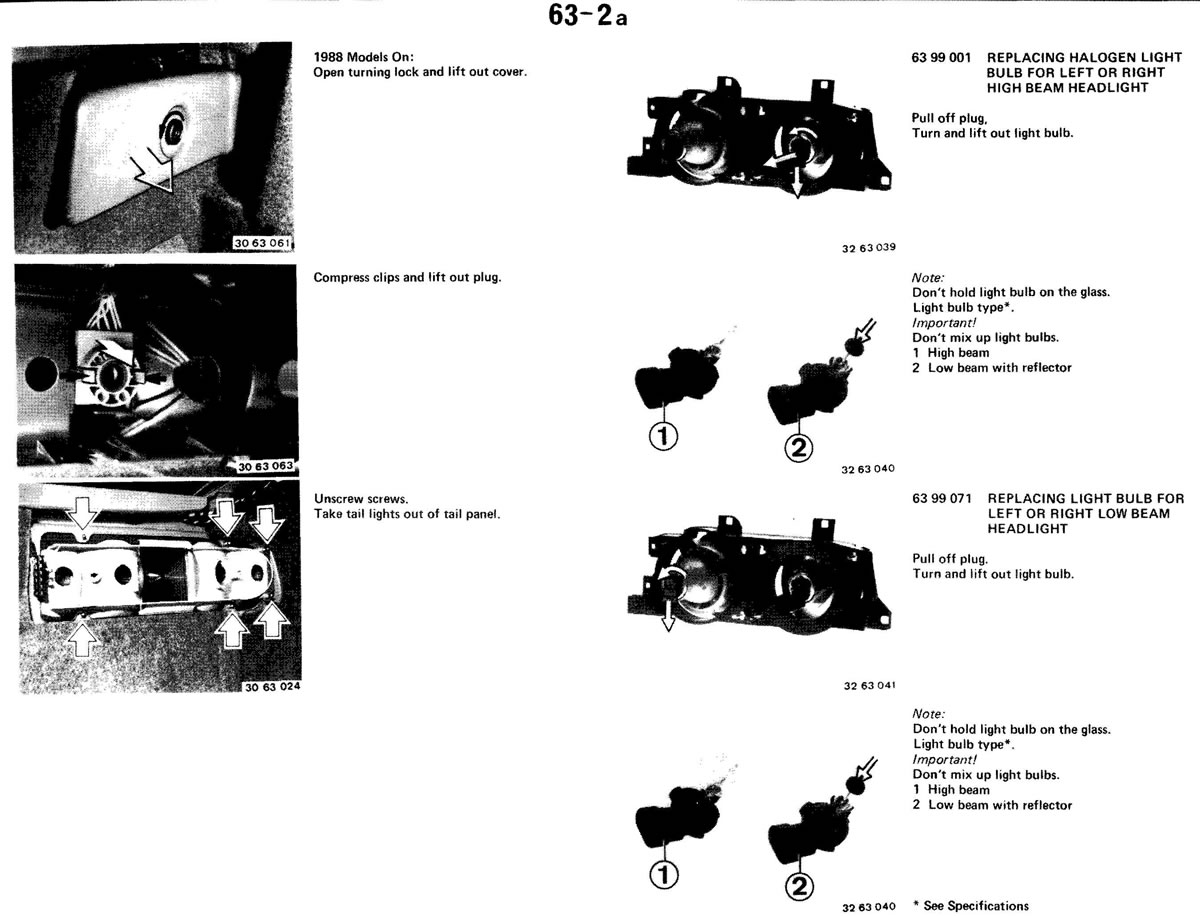 63-2a
1988 Models On:
Open turning lock and lift out cover.
30 63 061
Compress clips and lift out plug.
30 63 063
Unscrew screws.
Take tail lights out of tail panel.
30 63 024
63 99 001 REPLACING HALOGEN LIGHT
BULB FOR LEFT OR RIGHT
HIGH BEAM HEADLIGHT
Pull off plug,
Turn and lift out light bulb.
32 63 039
Note:
Don't hold light bulb on the glass.
Light bulb type*.
Important!
Don't mix up light bulbs.
1 High beam
2 Low beam with reflector
1
2
32 63 040
63 99 071 REPLACING LIGHT BULB FOR
LEFT OR RIGHT LOW BEAM
HEADLIGHT
Pull off plug.
Turn and lift out light bulb.
32 63 041
Note:
Don't hold light bulb on the glass.
Light bulb type*.
Important!
Don't mix up light bulbs.
1 High beam
2 Low beam with reflector
1
2
32 63 040
* See Specifications